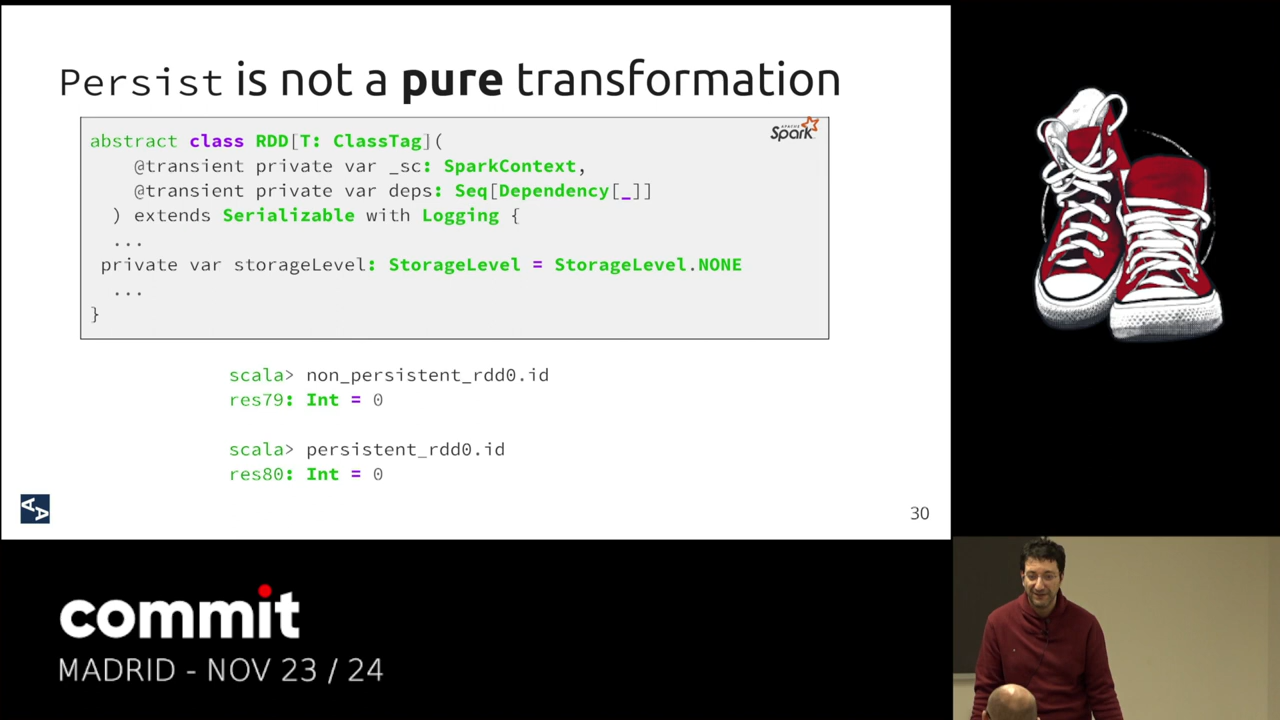 Persist is not a pure transformation
APACHE Spark
abstract class RDD[T: ClassTag](
@transient private var _sc: SparkContext,
@transient private var deps: Seq[Dependency[_]]
) extends Serializable with Logging {
...
private var storageLevel: StorageLevel = StorageLevel.NONE
...
}
scala> non_persistent_rdd0.id
res79: Int = 0
scala> persistent_rdd0.id
res80: Int = 0
30
commit
MADRID - NOV 23 / 24